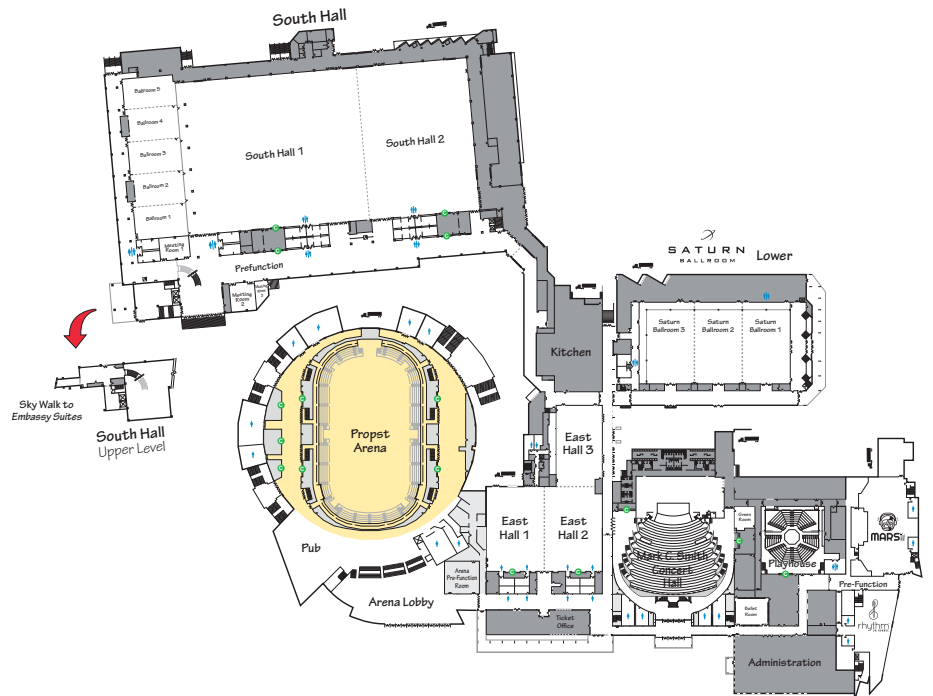 South Hall
Ballroom 5
Ballroom 4
Ballroom 3
Ballroom 2
Ballroom 1
South Hall 1
South Hall 2
Meeting
Room 1
Prefunction
Meeting
Room 2
SATURN
BALLROOM
Lower
Saturn
Ballroom 3
Saturn
Ballroom 2
Saturn
Ballroom 1
Kitchen
Sky Walk to
Embassy Suites
South Hall
Upper Level
Propst
Arena
East
Hall 3
East
Hall 1
East
Hall 2
Pub
Arena
Pre-Function
Room
Arena Lobby
Ticket
Office
Mark C. Smith
Concert
Hall
Green
Room
Playhouse
MARS
Pre-Function
Ballet
Room
rhythm
Administration